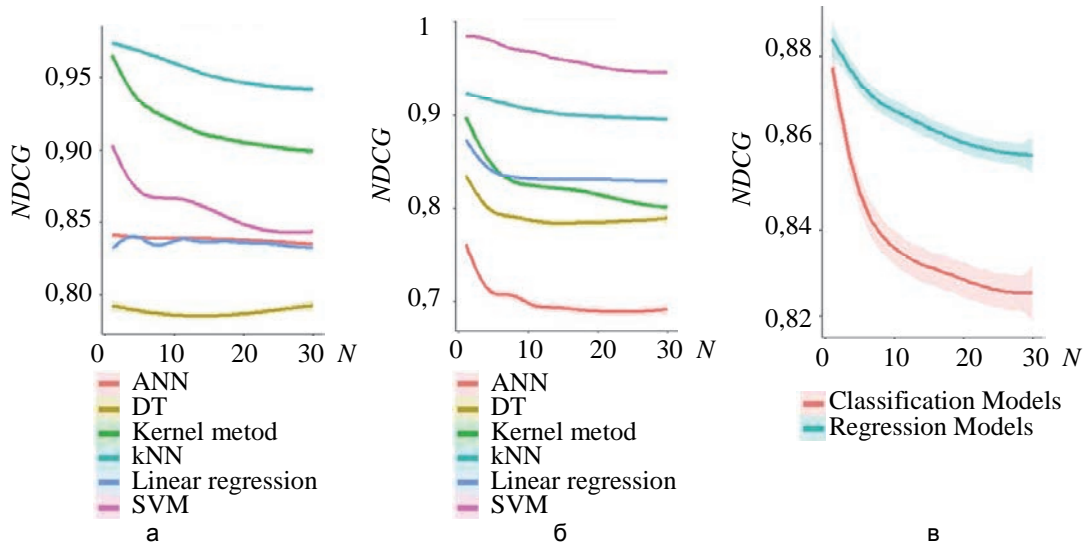 NDCG
0,95
0,90
0,85
0,80
0 10 20 30 N
ANN
DT
Kernel metod
kNN
Linear regression
SVM
а
NDCG
1
0,9
0,8
0,7
0 10 20 30 N
ANN
DT
Kernel metod
kNN
Linear regression
SVM
б
NDCG
0,88
0,86
0,84
0,82
0 10 20 30 N
Classification Models
Regression Models
в